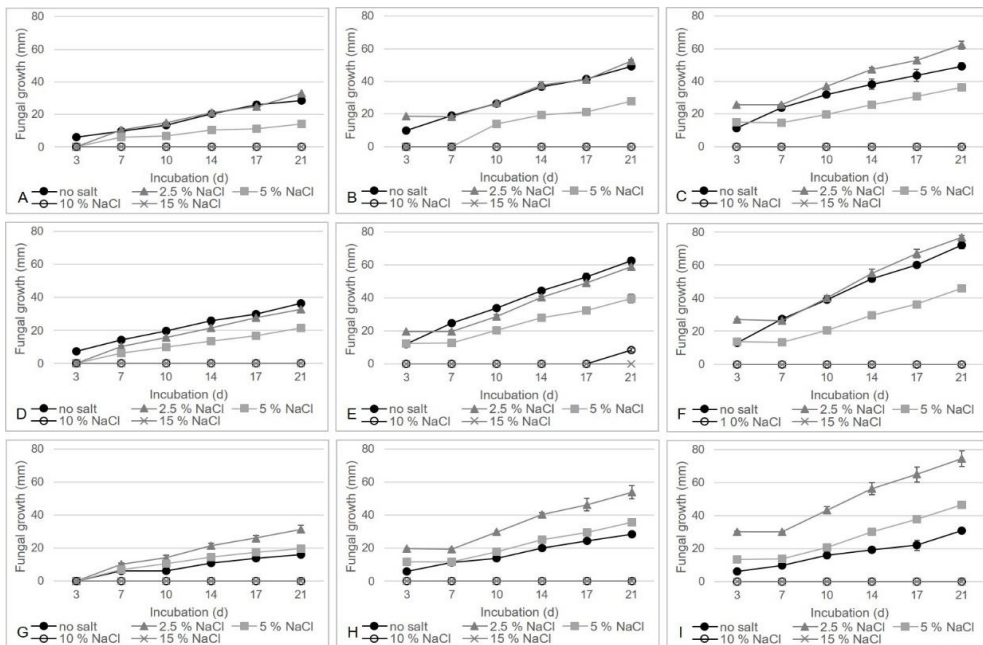 Fungal growth (mm)
80
60
40
20
0
3 7 10 14 17 21
Incubation (d)
A
no salt 2.5 % NaCl 5 % NaCl
10 % NaCl 15 % NaCl
Fungal growth (mm)
80
60
40
20
0
3 7 10 14 17 21
Incubation (d)
B
no salt 2.5 % NaCl 5 % NaCl
10 % NaCl 15 % NaCl
Fungal growth (mm)
80
60
40
20
0
3 7 10 14 17 21
Incubation (d)
C
no salt 2.5 % NaCl 5 % NaCl
10 % NaCl 15 % NaCl
Fungal growth (mm)
80
60
40
20
0
3 7 10 14 17 21
Incubation (d)
D
no salt 2.5 % NaCl 5 % NaCl
10 % NaCl 15 % NaCl
Fungal growth (mm)
80
60
40
20
0
3 7 10 14 17 21
Incubation (d)
E
no salt 2.5 % NaCl 5 % NaCl
10 % NaCl 15 % NaCl
Fungal growth (mm)
80
60
40
20
0
3 7 10 14 17 21
Incubation (d)
F
no salt 2.5 % NaCl 5 % NaCl
1 0% NaCl 15 % NaCl
Fungal growth (mm)
80
60
40
20
0
3 7 10 14 17 21
Incubation (d)
G
no salt 2.5 % NaCl 5 % NaCl
10 % NaCl 15 % NaCl
Fungal growth (mm)
80
60
40
20
0
3 7 10 14 17 21
Incubation (d)
H
no salt 2.5 % NaCl 5 % NaCl
10 % NaCl 15 % NaCl
Fungal growth (mm)
80
60
40
20
0
3 7 10 14 17 21
Incubation (d)
I
no salt 2.5 % NaCl 5 % NaCl
10 % NaCl 15 % NaCl